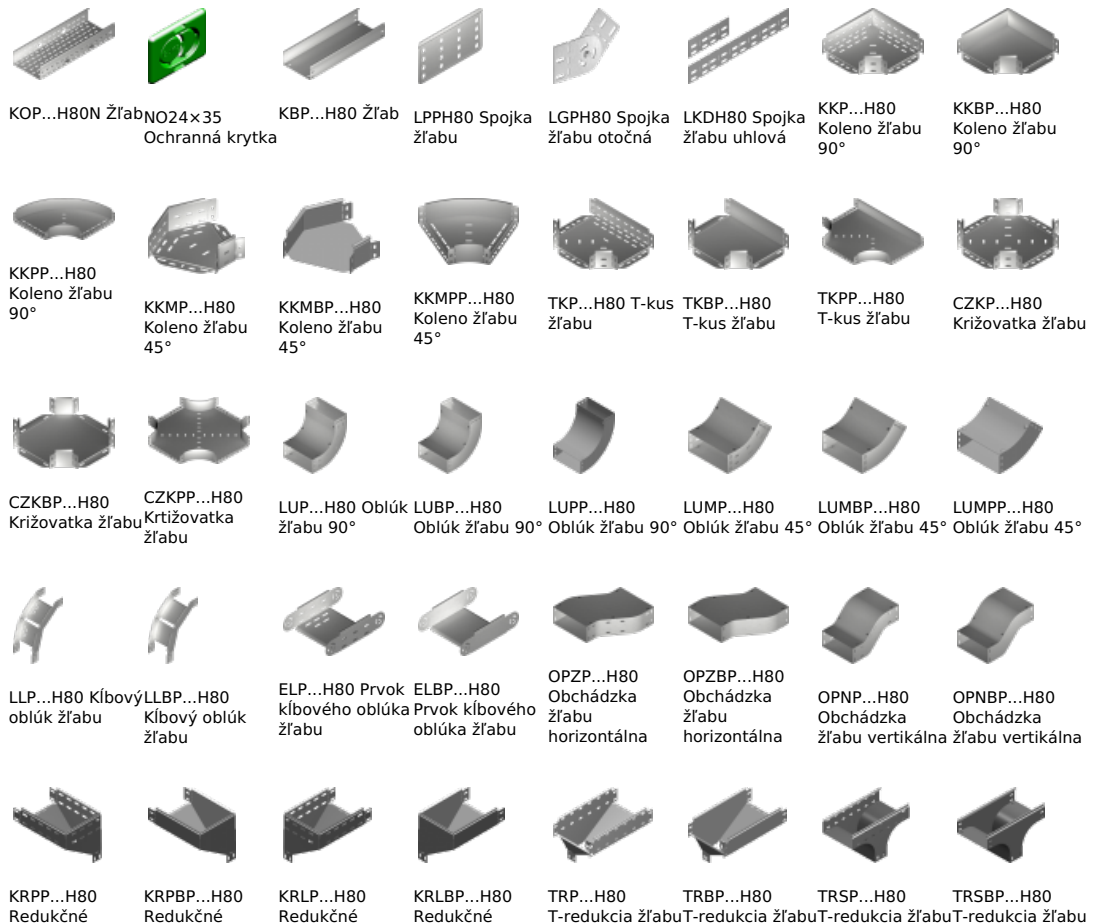 KOP...H80N Žľab
NO24×35
Ochranná krytka
KBP...H80 Žľab
LPPH80 Spojka
žľabu
LGPH80 Spojka
žľabu otočná
LKDH80 Spojka
žľabu uhlová
KKP...H80
Koleno žľabu
90°
KKBP...H80
Koleno žľabu
90°
KKPP...H80
Koleno žľabu
90°
KKMP...H80
Koleno žľabu
45°
KKMBP...H80
Koleno žľabu
45°
KKMPP...H80
Koleno žľabu
45°
TKP...H80 T-kus
žľabu
TKBP...H80
T-kus žľabu
TKPP...H80
T-kus žľabu
CZKP...H80
Križovatka žľabu
CZKBP...H80
Križovatka žľabu
CZKPP...H80
Krtižovatka
žľabu
LUP...H80 Oblúk
žľabu 90°
LUBP...H80
Oblúk žľabu 90°
LUPP...H80
Oblúk žľabu 90°
LUMP...H80
Oblúk žľabu 45°
LUMBP...H80
Oblúk žľabu 45°
LUMPP...H80
Oblúk žľabu 45°
LLP...H80 Kĺbový
oblúk žľabu
LLBP...H80
Kĺbový oblúk
žľabu
ELP...H80 Prvok
kĺbového oblúka
žľabu
ELBP...H80
Prvok kĺbového
oblúka žľabu
OPZP...H80
Obchádzka
žľabu
horizontálna
OPZBP...H80
Obchádzka
žľabu
horizontálna
OPNP...H80
Obchádzka
žľabu vertikálna
OPNBP...H80
Obchádzka
žľabu vertikálna
KRPP...H80
Redukčné
KRPBP...H80
Redukčné
KRLP...H80
Redukčné
KRLBP...H80
Redukčné
TRP...H80
T-redukcia žľabu
TRBP...H80
T-redukcia žľabu
TRSP...H80
T-redukcia žľabu
TRSBP...H80
T-redukcia žľabu